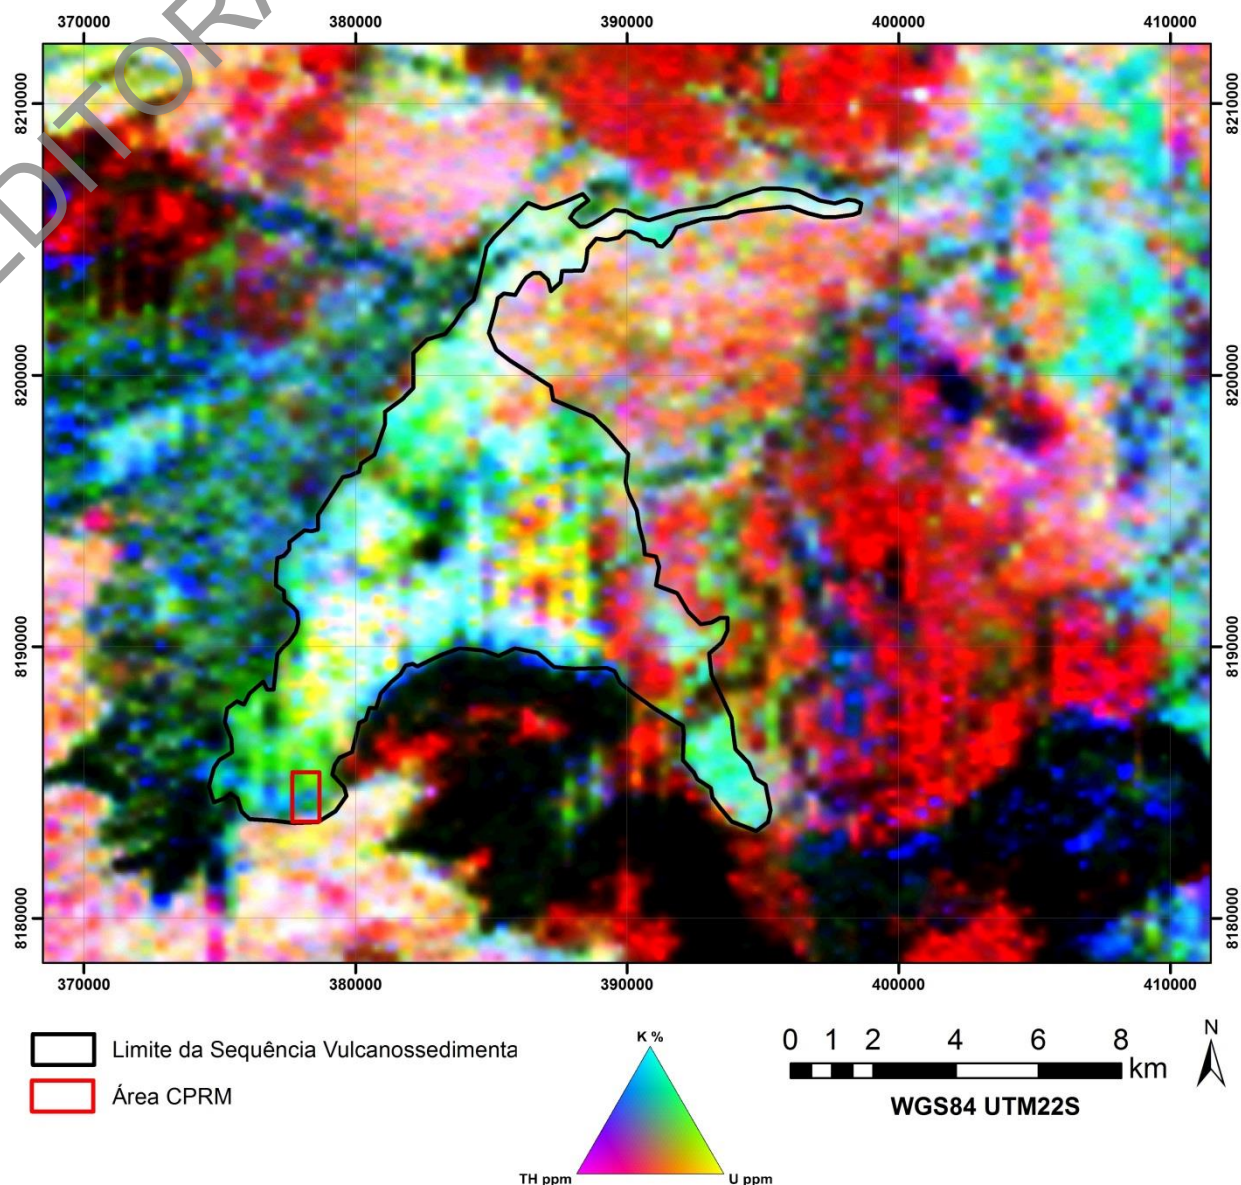 EDITORA
370000 380000 390000 400000 410000
8210000 8210000
8200000 8200000
8190000 8190000
8180000 8180000
370000 380000 390000 400000 410000
Limite da Sequência Vulcanossedimenta
Área CPRM
K %
TH ppm U ppm
0 1 2 4 6 8
km
WGS84 UTM22S
N